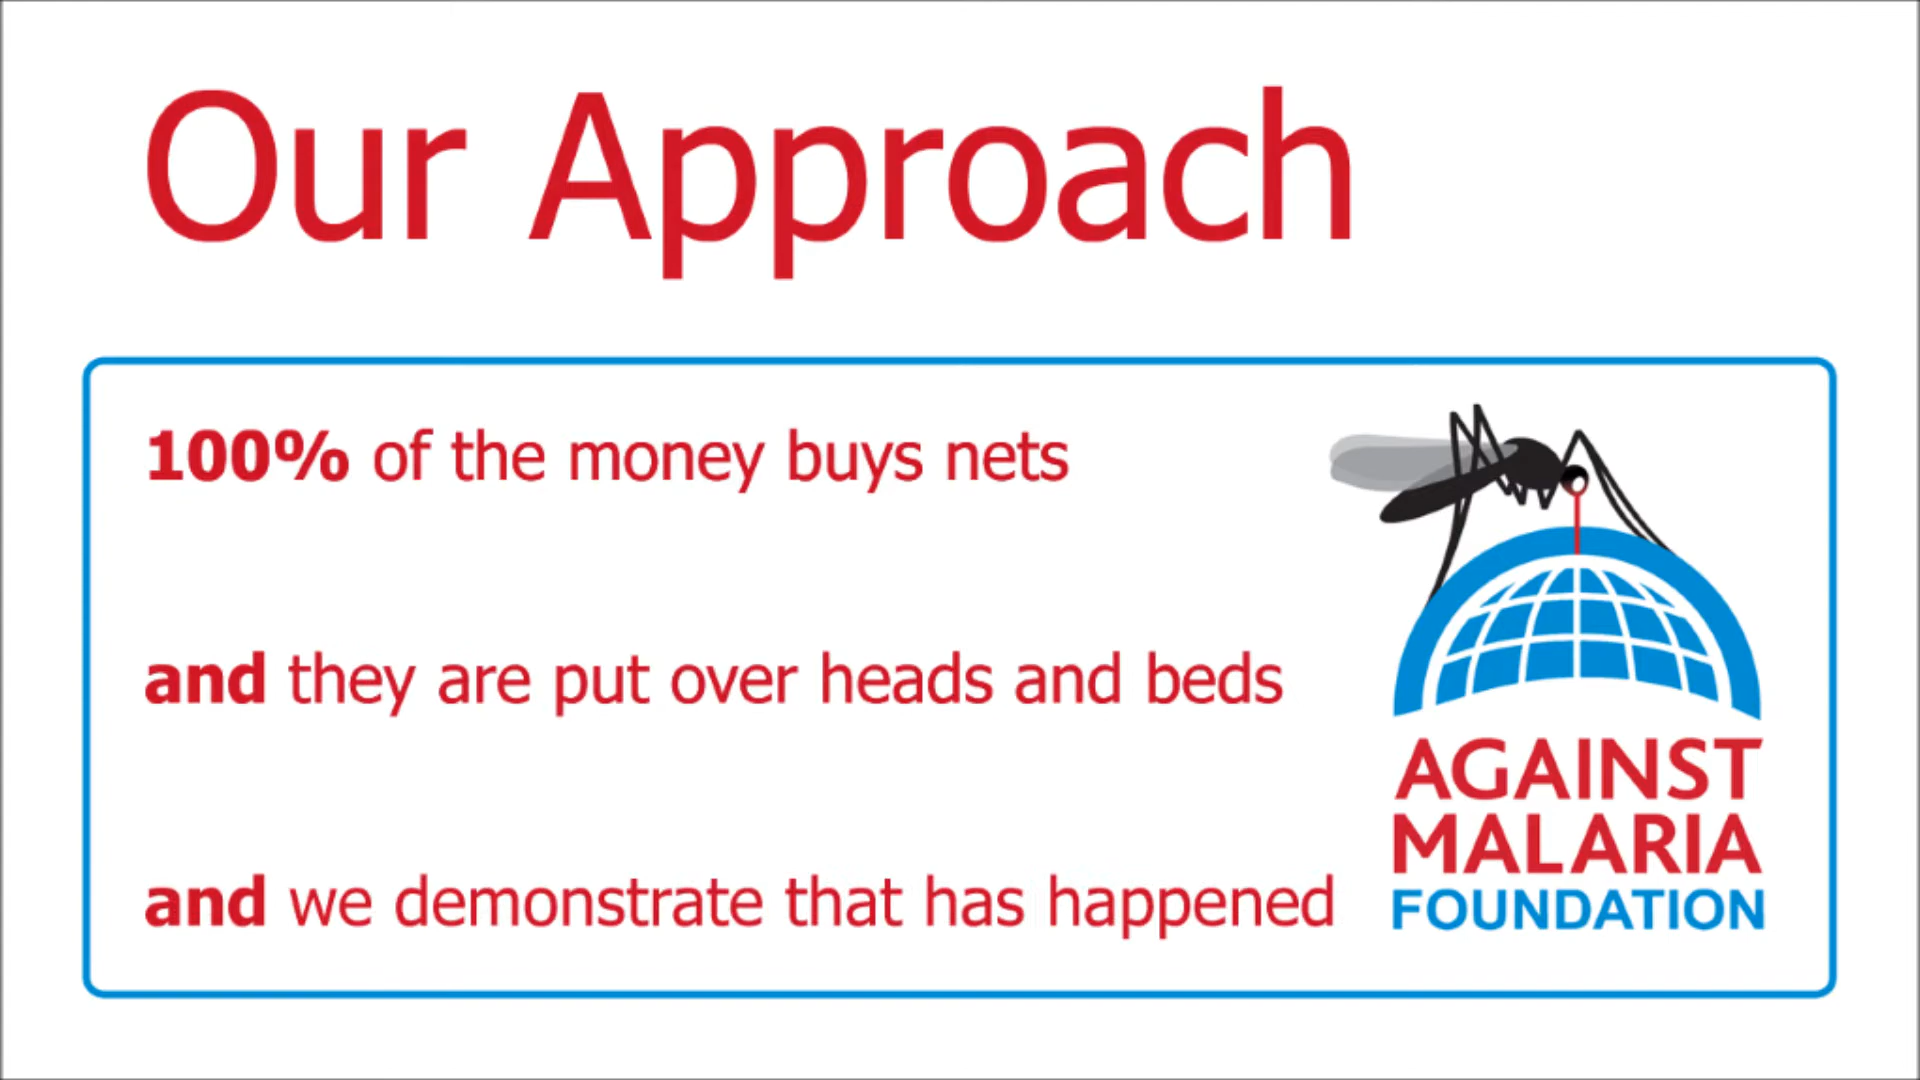 Our Approach
100% of the money buys nets
and they are put over heads and beds
and we demonstrate that has happened
AGAINST
MALARIA
FOUNDATION